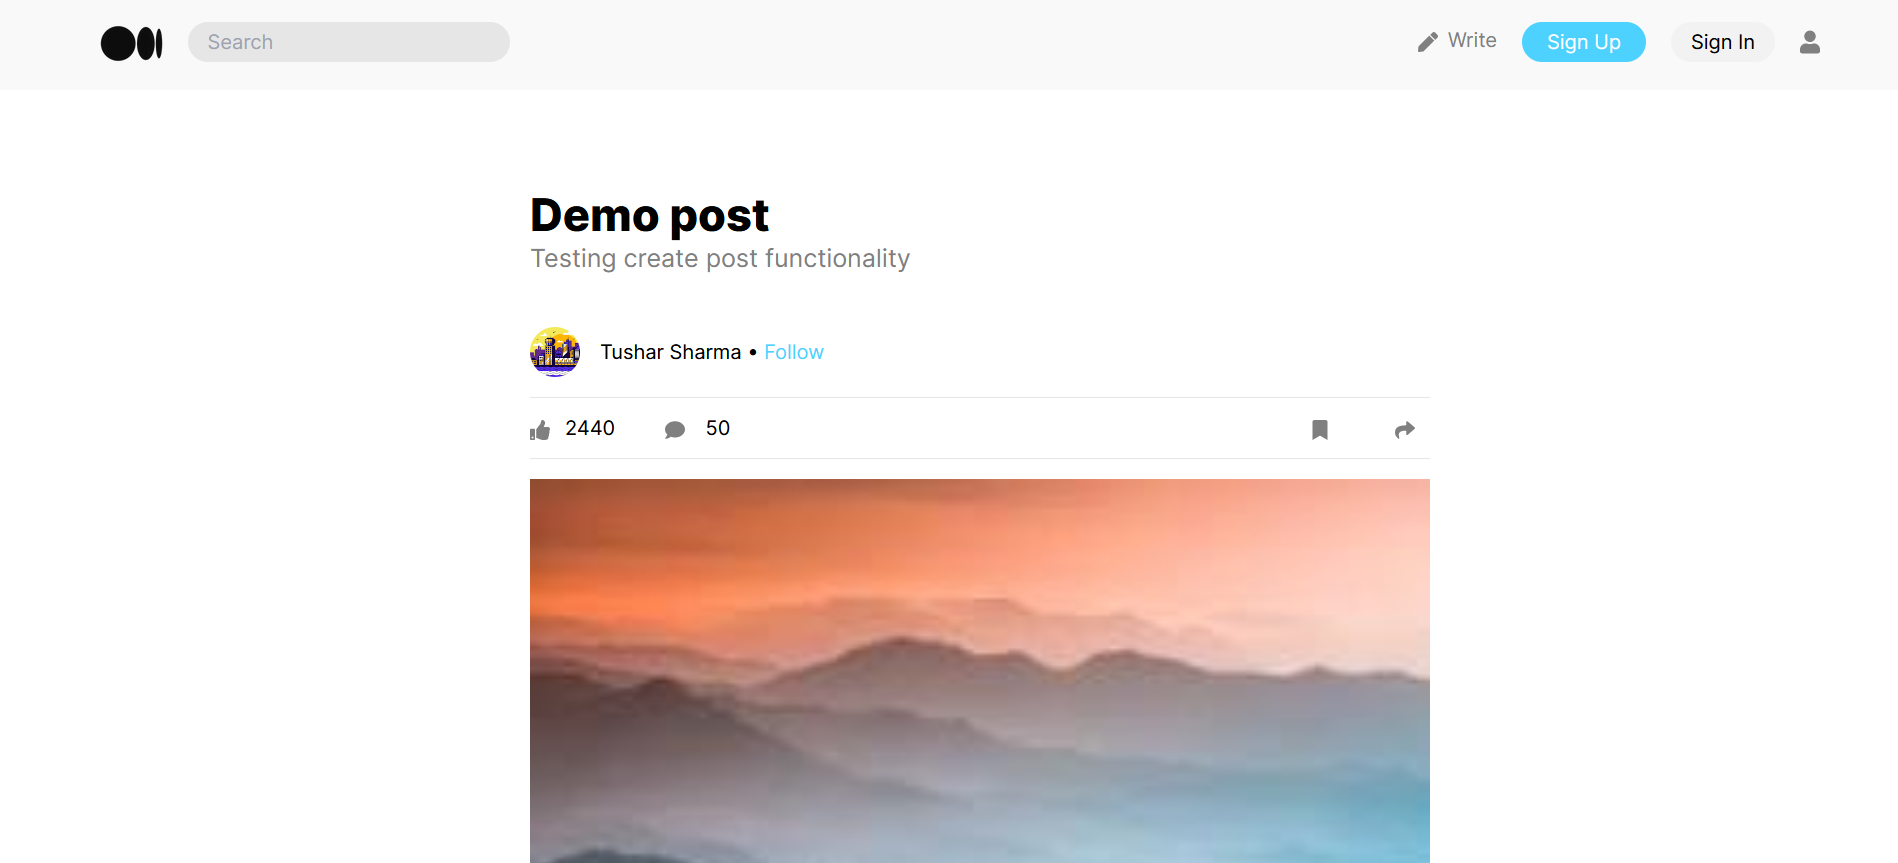 Search
Write
Sign Up
Sign In
Demo post
Testing create post functionality
Tushar Sharma • Follow
2440
50